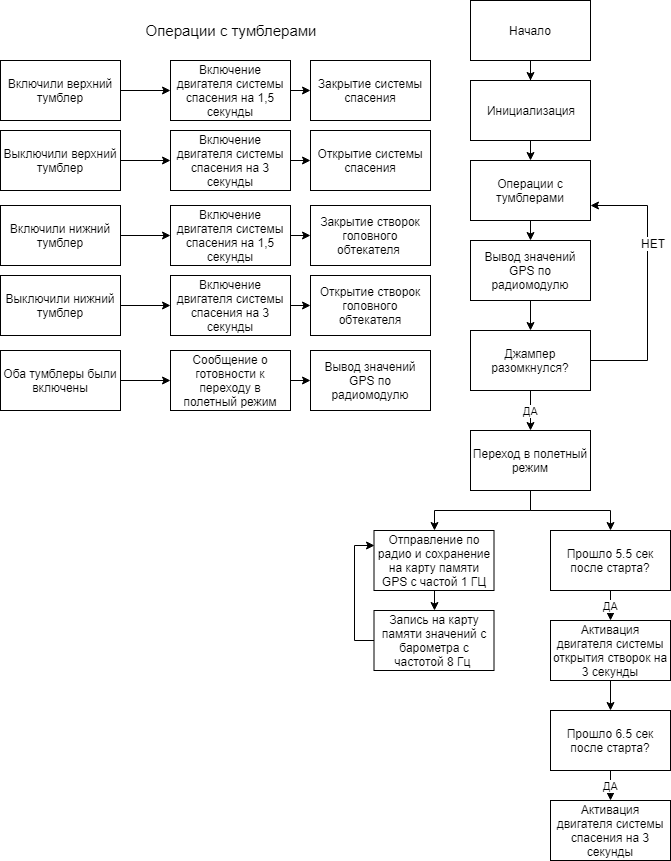 Операции с тумблерами
Включили верхний
тумблер
Включение
двигателя системы
спасения на 1,5
секунды
Закрытие системы
спасения
Выключили верхний
тумблер
Включение
двигателя системы
спасения на 3
секунды
Открытие системы
спасения
Включили нижний
тумблер
Включение
двигателя системы
спасения на 1,5
секунды
Закрытие створок
головного
обтекателя
Выключили нижний
тумблер
Включение
двигателя системы
спасения на 3
секунды
Открытие створок
головного
обтекателя
Оба тумблеры были
включены
Сообщение о
готовности к
переходу в
полетный режим
Вывод значений
GPS по
радиомодулю
Начало
Инициализация
Операции с
тумблерами
Вывод значений
GPS по
радиомодулю
Джампер
разомкнулся?
НЕТ
ДА
Переход в полетный
режим
Отправление по
радио и сохранение
на карту памяти
GPS с частой 1 ГЦ
Запись на карту
памяти значений с
барометра с
частотой 8 Гц
Прошло 5.5 сек
после старта?
ДА
Активация
двигателя системы
открытия створок на
3 секунды
Прошло 6.5 сек
после старта?
ДА
Активация
двигателя системы
спасения на 3
секунды